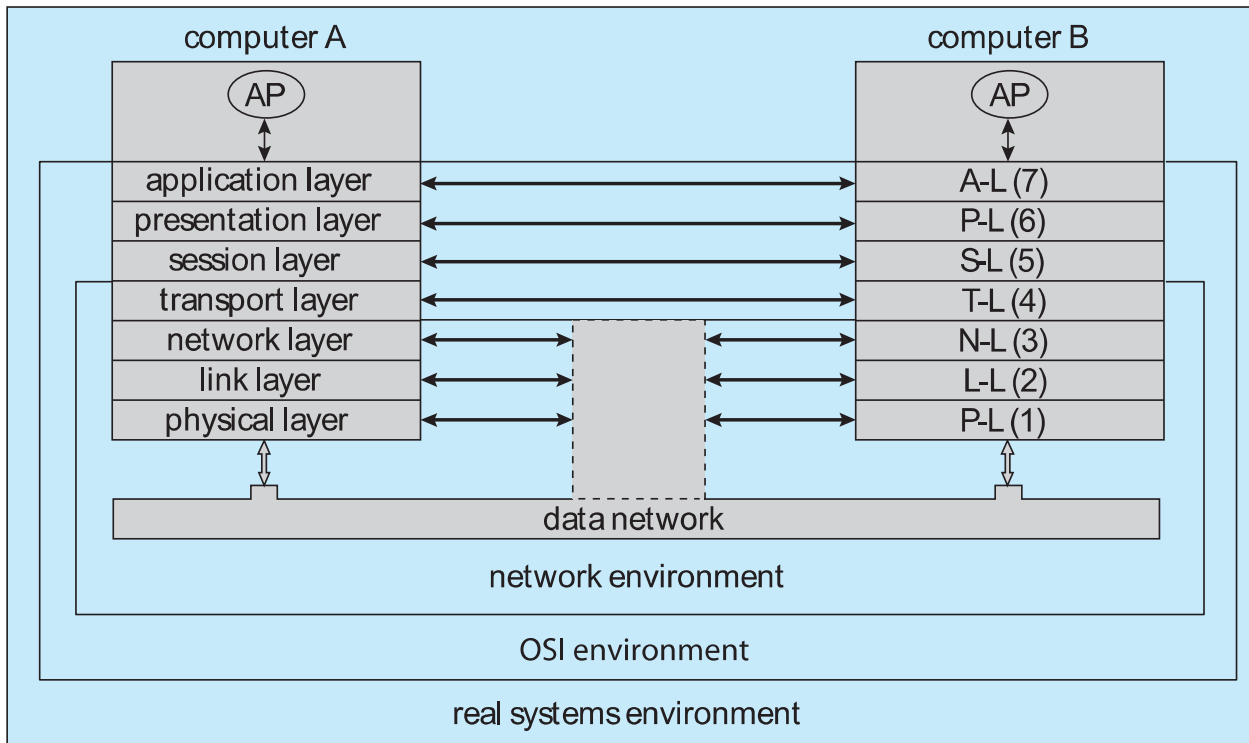 computer A
computer B
AP
AP
application layer
A-L (7)
presentation layer
P-L (6)
session layer
S-L (5)
transport layer
T-L (4)
network layer
N-L (3)
link layer
L-L (2)
physical layer
P-L (1)
data network
network environment
OSI environment
real systems environment